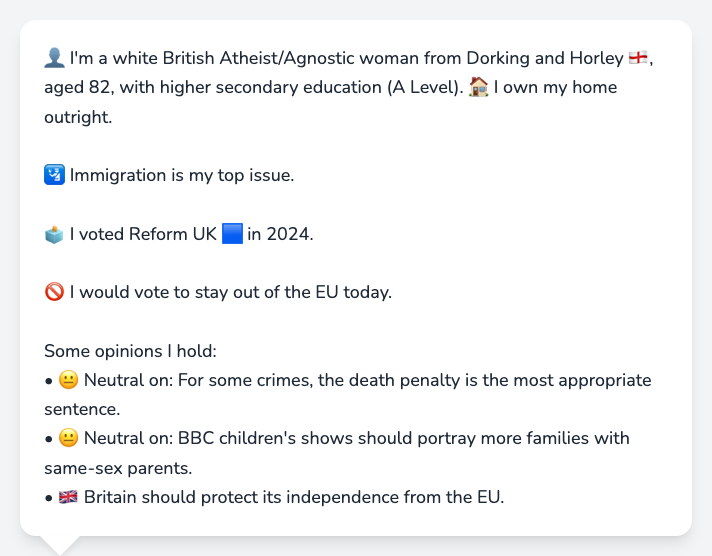 👤 I'm a white British Atheist/Agnostic woman from Dorking and Horley 🏴󠁧󠁢󠁥󠁮󠁧󠁿,
aged 82, with higher secondary education (A Level). 🏠 I own my home
outright.
🛂 Immigration is my top issue.
🗳️ I voted Reform UK 🟦 in 2024.
🚫 I would vote to stay out of the EU today.
Some opinions I hold:
• 😐 Neutral on: For some crimes, the death penalty is the most appropriate
sentence.
• 😐 Neutral on: BBC children's shows should portray more families with
same-sex parents.
• 🇬🇧 Britain should protect its independence from the EU.